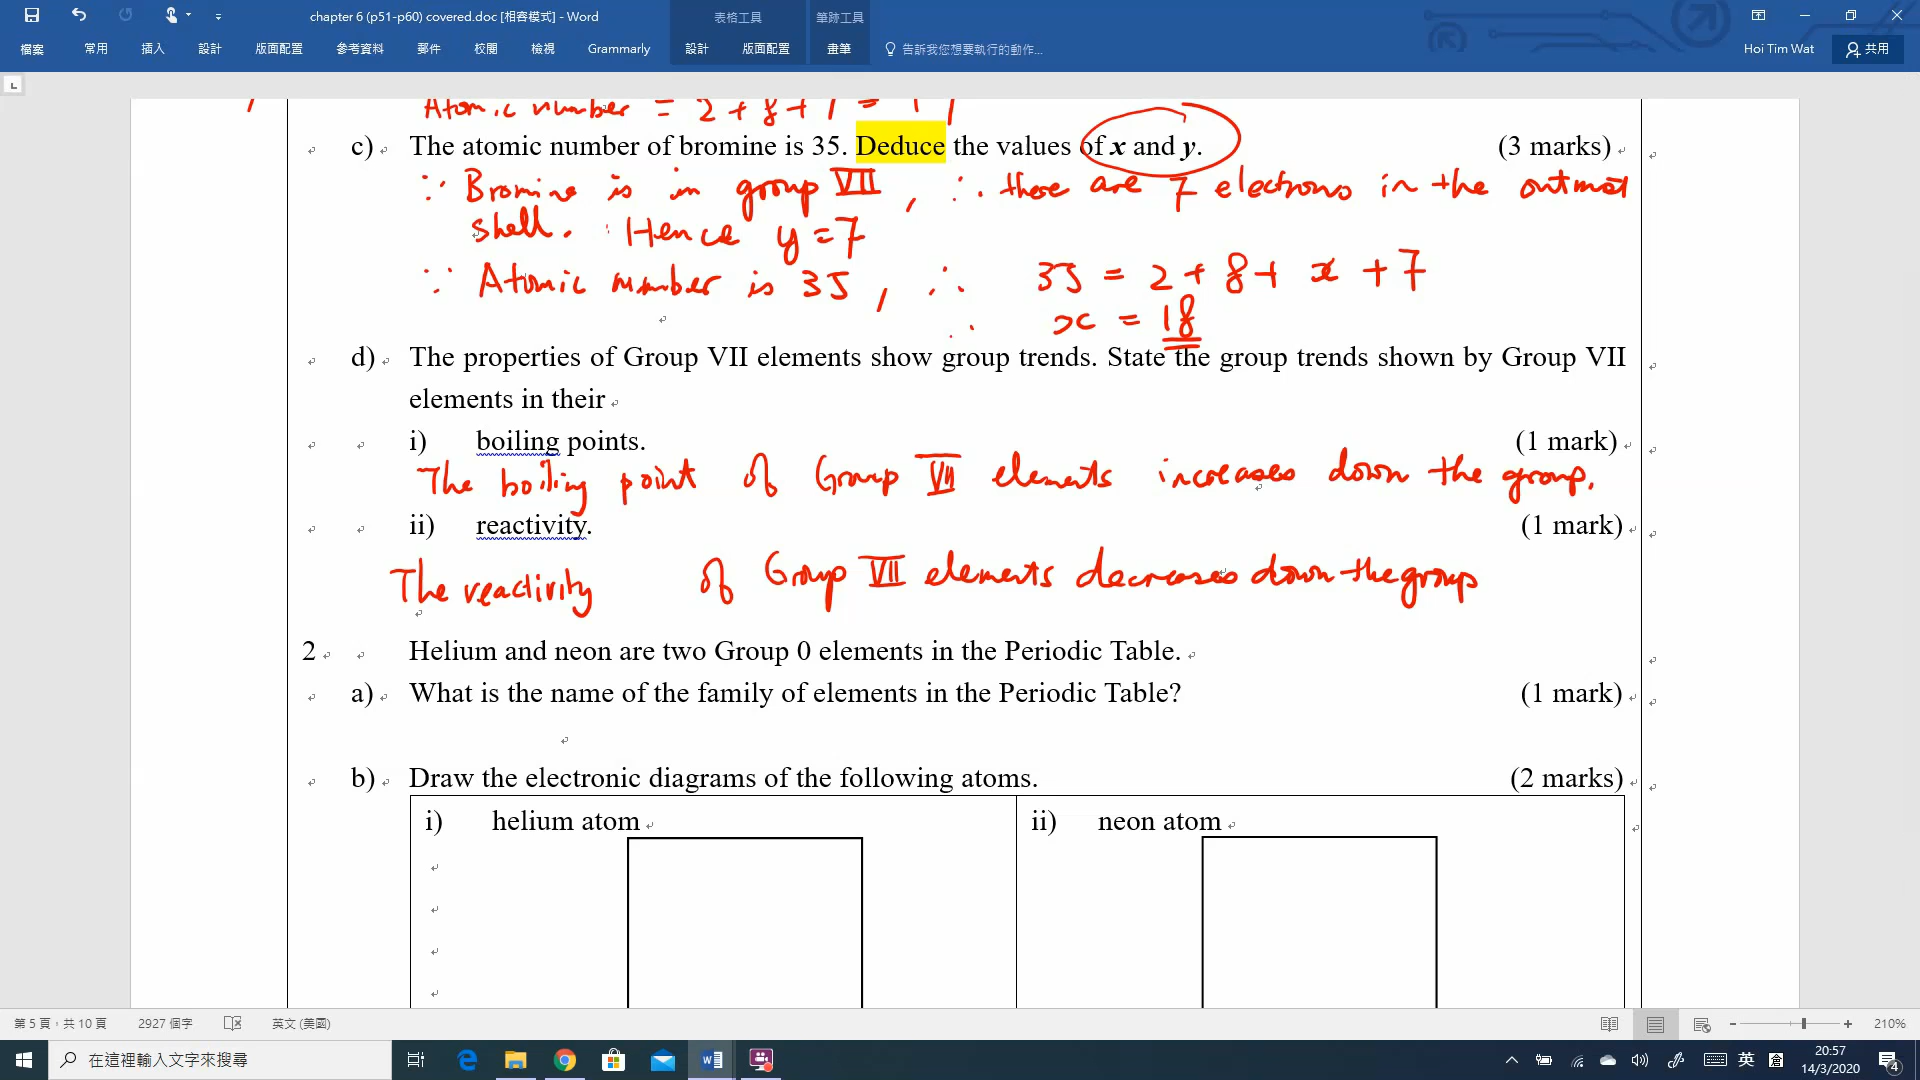 chapter 6 (p51-p60) covered.doc [相容模式] - Word
表格工具
筆跡工具
檔案 常用 插入 設計 版面配置 參考資料 郵件 校閱 檢視 Grammarly 設計 版面配置 畫筆 告訴我您想要執行的動作... Hoi Tim Wat 共用
Atomic number = 2 + 8 + 7 = 17
c) The atomic number of bromine is 35. Deduce the values of x and y. (3 marks)
∵ Bromine is in group VII, ∴ there are 7 electrons in the outmost
shell. Hence y = 7
∵ Atomic number is 35, ∴ 35 = 2 + 8 + x + 7
x = 18
d) The properties of Group VII elements show group trends. State the group trends shown by Group VII
elements in their
i) boiling points. (1 mark)
The boiling point of Group VII elements increases down the group.
ii) reactivity. (1 mark)
The reactivity of Group VII elements decreases down the group
2 Helium and neon are two Group 0 elements in the Periodic Table.
a) What is the name of the family of elements in the Periodic Table? (1 mark)
b) Draw the electronic diagrams of the following atoms. (2 marks)
i) helium atom ii) neon atom
第 5 頁，共 10 頁 2927 個字 英文 (美國) 210%
在這裡輸入文字來搜尋
英
20:57
14/3/2020
4